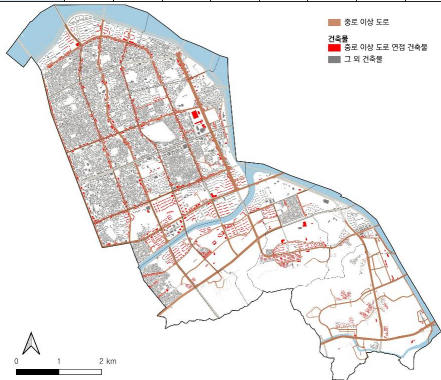 중로 이상 도로
건축물
중로 이상 도로 연접 건축물
그 외 건축물
0 1 2 km